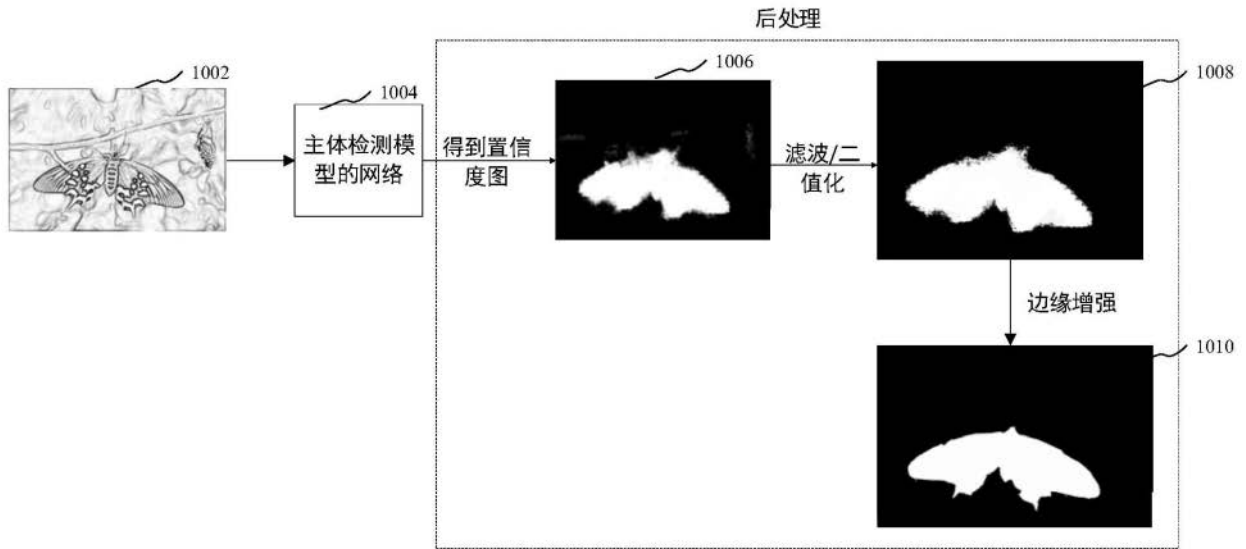 后处理
1002
1004
1006
1008
主体检测模
型的网络
得到置信
度图
滤波/二
值化
边缘增强
1010